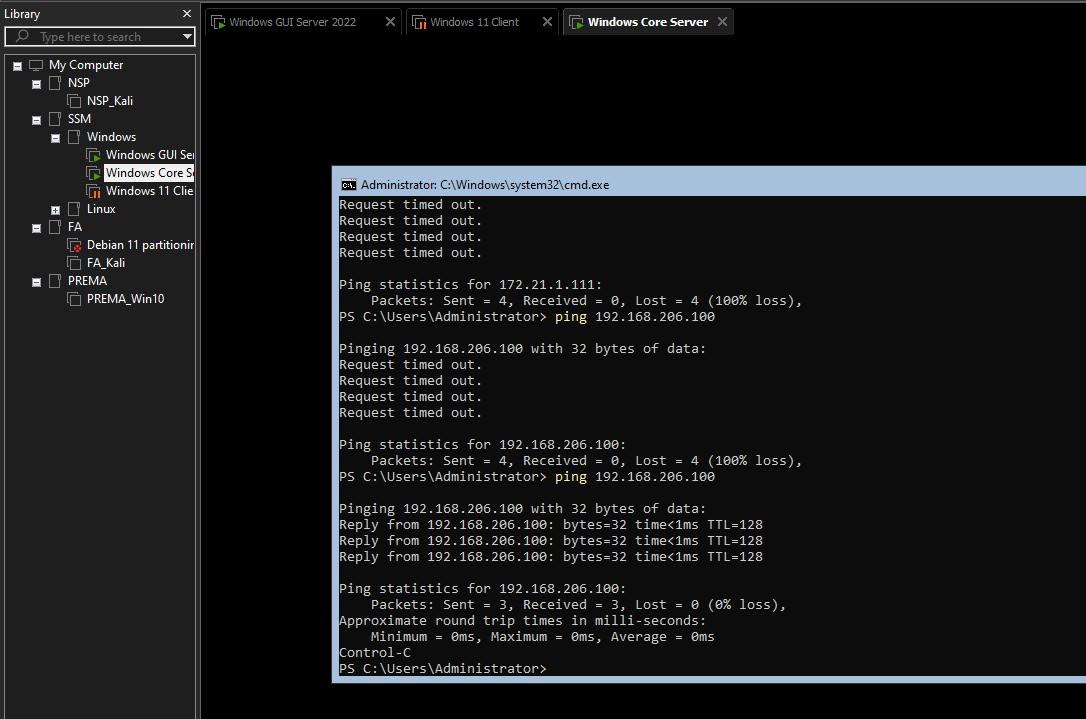 Library
Type here to search
My Computer
NSP
NSP_Kali
SSM
Windows
Windows GUI Ser
Windows Core Se
Windows 11 Clie
Linux
FA
Debian 11 partitionin
FA_Kali
PREMA
PREMA_Win10
Windows GUI Server 2022 Windows 11 Client Windows Core Server
Administrator: C:\Windows\system32\cmd.exe
Request timed out.
Request timed out.
Request timed out.
Request timed out.
Ping statistics for 172.21.1.111:
Packets: Sent = 4, Received = 0, Lost = 4 (100% loss),
PS C:\Users\Administrator> ping 192.168.206.100
Pinging 192.168.206.100 with 32 bytes of data:
Request timed out.
Request timed out.
Request timed out.
Request timed out.
Ping statistics for 192.168.206.100:
Packets: Sent = 4, Received = 0, Lost = 4 (100% loss),
PS C:\Users\Administrator> ping 192.168.206.100
Pinging 192.168.206.100 with 32 bytes of data:
Reply from 192.168.206.100: bytes=32 time<1ms TTL=128
Reply from 192.168.206.100: bytes=32 time<1ms TTL=128
Reply from 192.168.206.100: bytes=32 time<1ms TTL=128
Ping statistics for 192.168.206.100:
Packets: Sent = 3, Received = 3, Lost = 0 (0% loss),
Approximate round trip times in milli-seconds:
Minimum = 0ms, Maximum = 0ms, Average = 0ms
Control-C
PS C:\Users\Administrator>